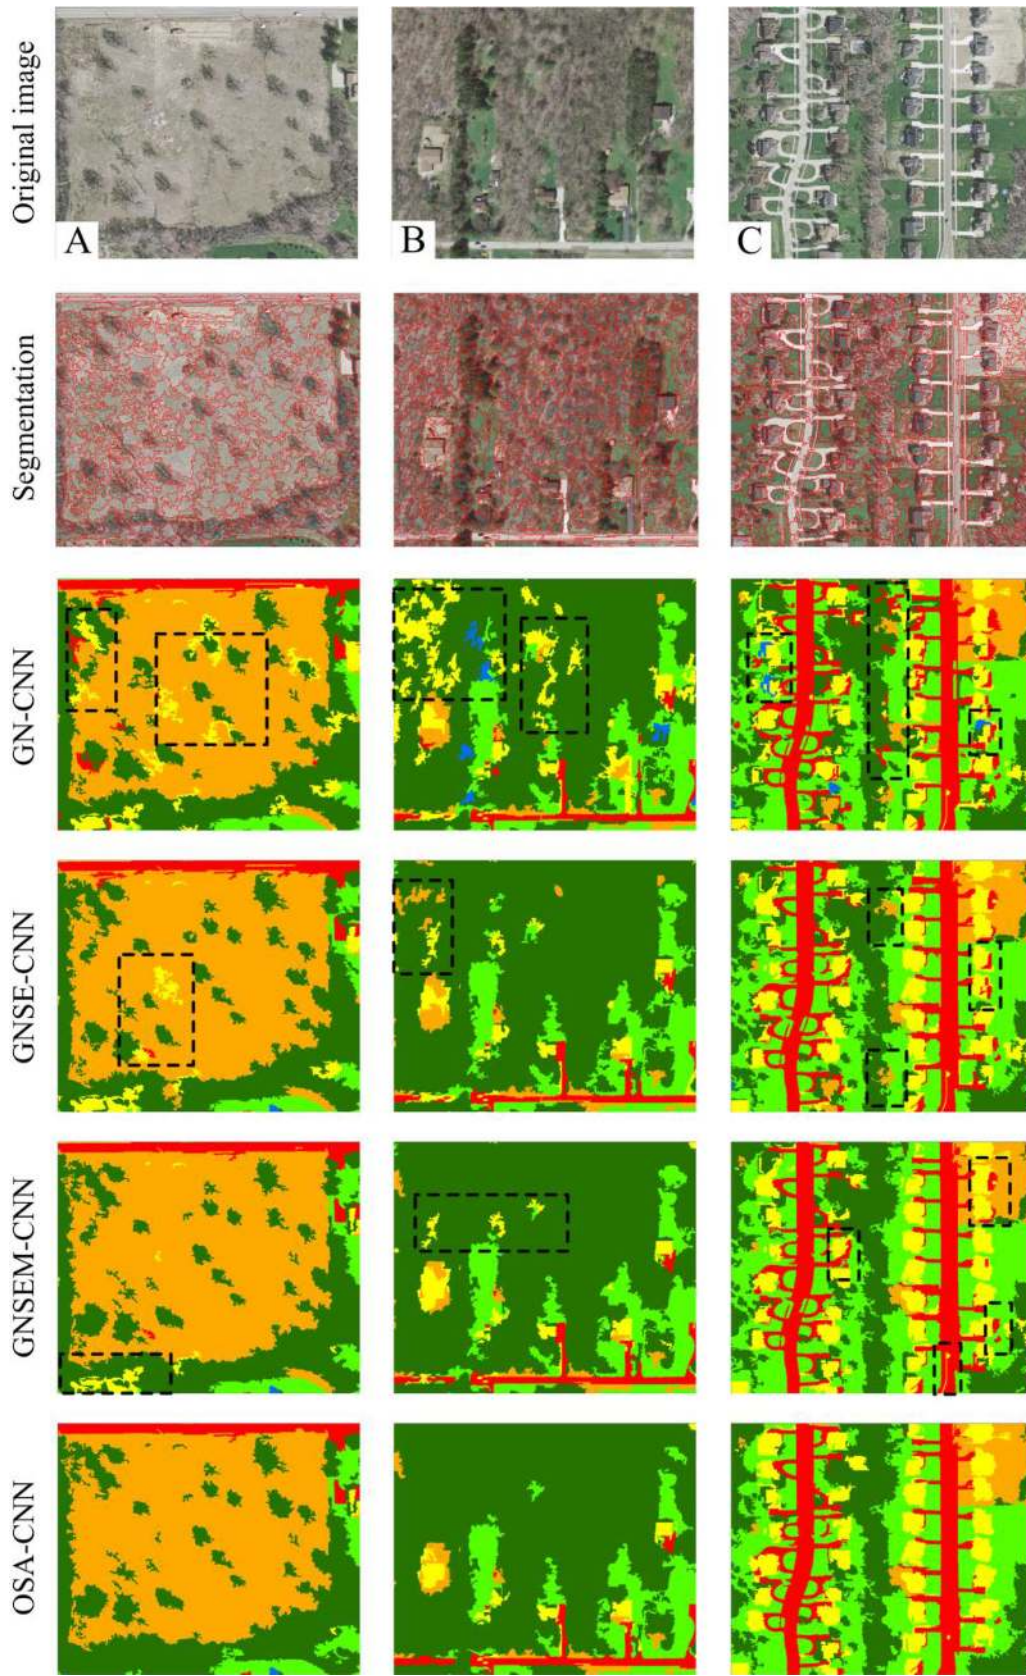 Original image
A
B
C
Segmentation
GN-CNN
GNSE-CNN
GNSEM-CNN
OSA-CNN